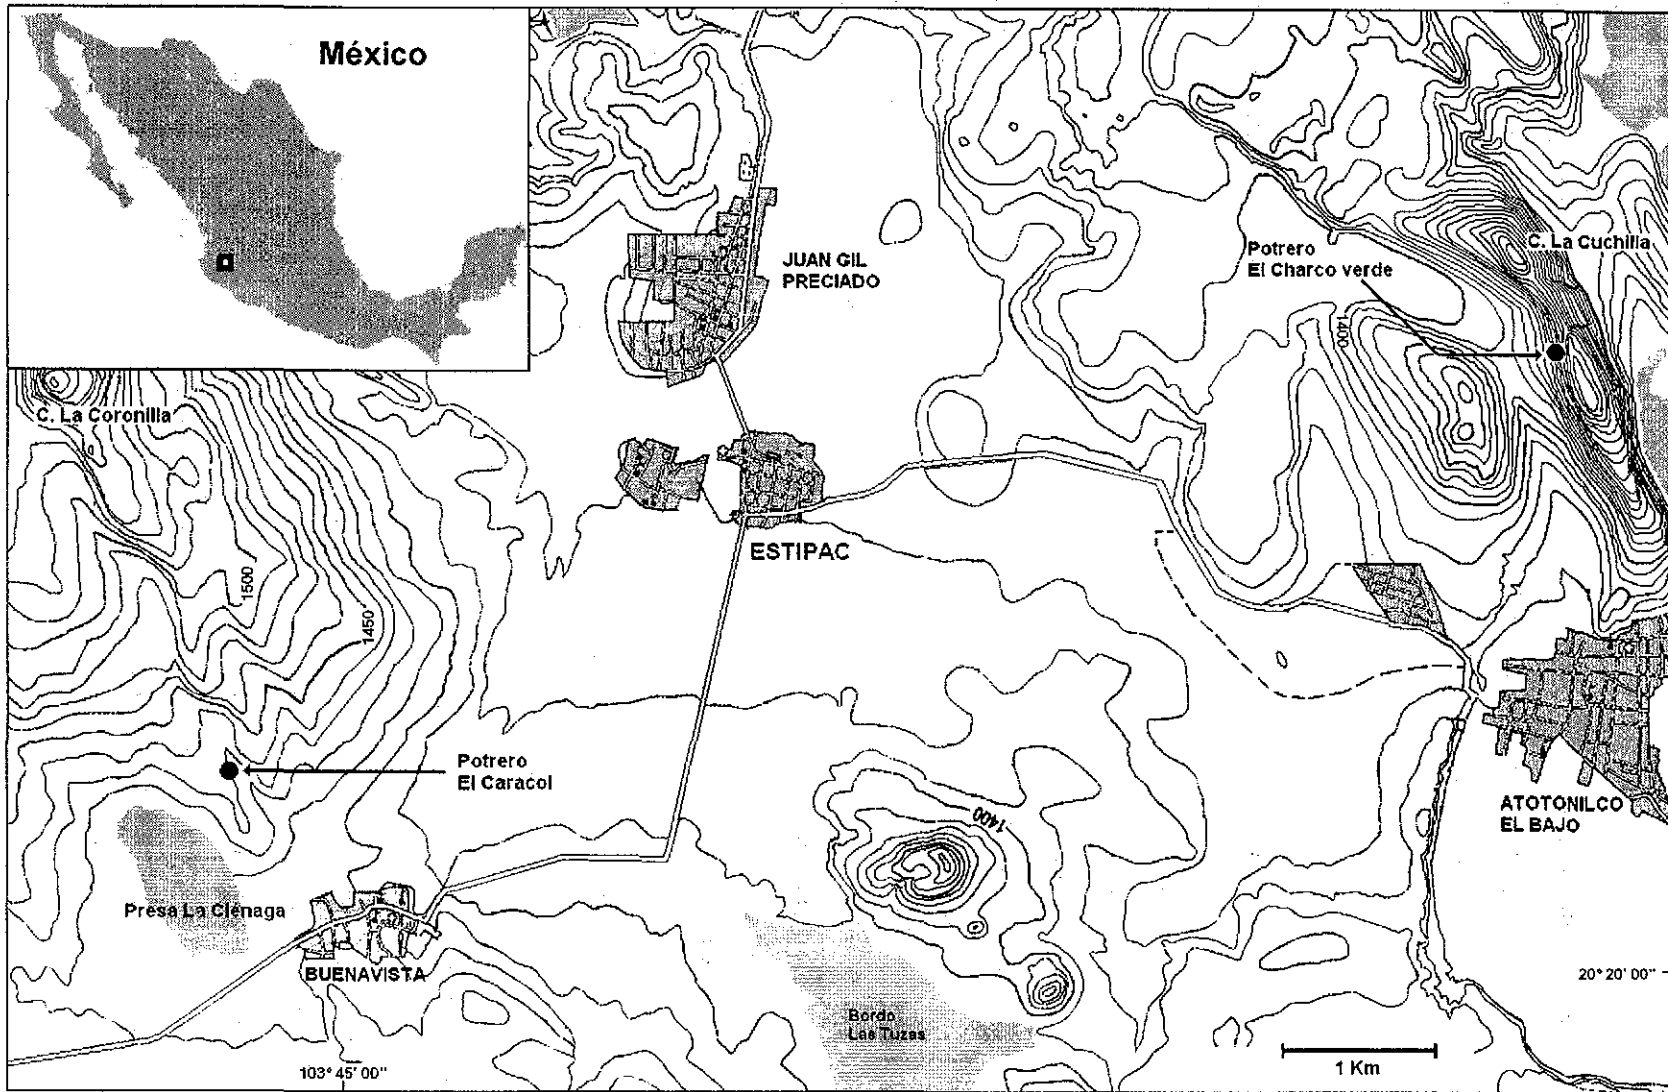 México
JUAN GIL
PRECIADO
Potrero
El Charco verde
C. La Cuchilla
1400
C. La Coronilla
ESTIPAC
1500
1450
Potrero
El Caracol
1400
ATOTONILCO
EL BAJO
Presa La Ciénaga
BUENAVISTA
20° 20' 00"
Bordo
Las Tuzas
103° 45' 00"
1 Km